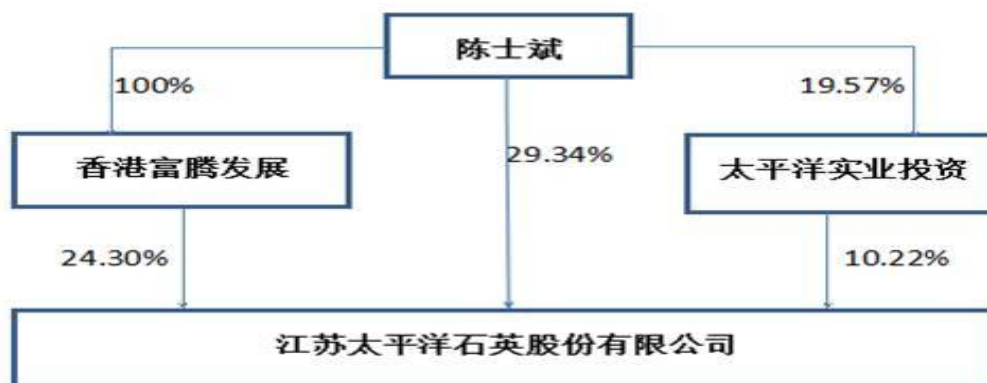 陈士斌
100%
19.57%
香港富腾发展
29.34%
太平洋实业投资
24.30%
10.22%
江苏太平洋石英股份有限公司